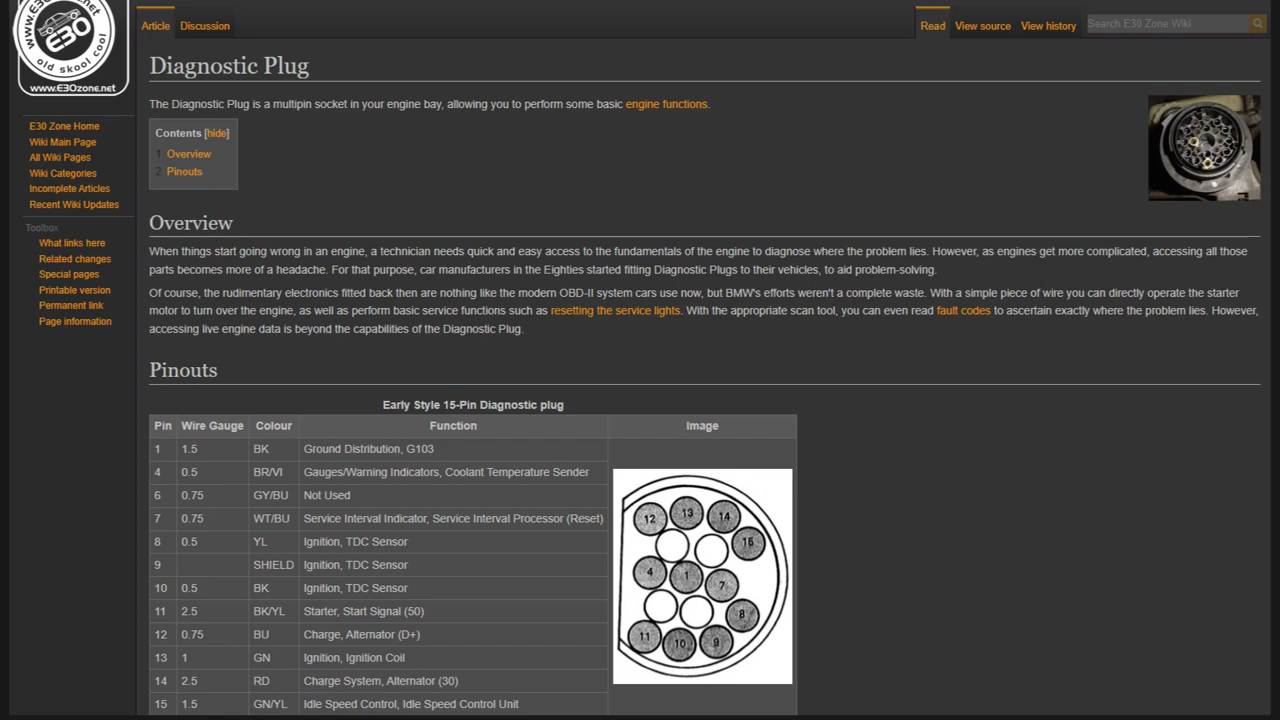 E30
old skool cool
www.E30zone.net
Article
Discussion
Read
View source
View history
Search E30 Zone Wiki
Diagnostic Plug
The Diagnostic Plug is a multipin socket in your engine bay, allowing you to perform some basic engine functions.
Contents [hide]
1 Overview
2 Pinouts
E30 Zone Home
Wiki Main Page
All Wiki Pages
Wiki Categories
Incomplete Articles
Recent Wiki Updates
Toolbox
What links here
Related changes
Special pages
Printable version
Permanent link
Page information
Overview
When things start going wrong in an engine, a technician needs quick and easy access to the fundamentals of the engine to diagnose where the problem lies. However, as engines get more complicated, accessing all those
parts becomes more of a headache. For that purpose, car manufacturers in the Eighties started fitting Diagnostic Plugs to their vehicles, to aid problem-solving.
Of course, the rudimentary electronics fitted back then are nothing like the modern OBD-II system cars use now, but BMW's efforts weren't a complete waste. With a simple piece of wire you can directly operate the starter
motor to turn over the engine, as well as perform basic service functions such as resetting the service lights. With the appropriate scan tool, you can even read fault codes to ascertain exactly where the problem lies. However,
accessing live engine data is beyond the capabilities of the Diagnostic Plug.
Pinouts
Early Style 15-Pin Diagnostic plug
Pin Wire Gauge Colour Function Image
1 1.5 BK Ground Distribution, G103
4 0.5 BR/VI Gauges/Warning Indicators, Coolant Temperature Sender
6 0.75 GY/BU Not Used
7 0.75 WT/BU Service Interval Indicator, Service Interval Processor (Reset)
8 0.5 YL Ignition, TDC Sensor
9 SHIELD Ignition, TDC Sensor
10 0.5 BK Ignition, TDC Sensor
11 2.5 BK/YL Starter, Start Signal (50)
12 0.75 BU Charge, Alternator (D+)
13 1 GN Ignition, Ignition Coil
14 2.5 RD Charge System, Alternator (30)
15 1.5 GN/YL Idle Speed Control, Idle Speed Control Unit
12 13 14
15
4 1 7
8
11 10 9